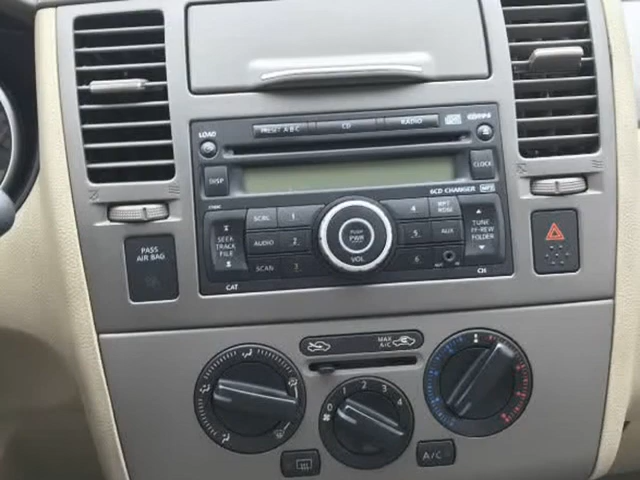 LOAD
PRESET A·B·C
CD
RADIO
DISP
CLOCK
6CD CHANGER MP3
SEEK
TRACK
FILE
SCRL
1
4
RPT
AUDIO
2
5
AUX
SCAN
3
6
PUSH
PWR
VOL
TUNE
FF·REW
FOLDER
CAT
CH
PASS
AIR BAG
MAX
A/C
0 1 2 3 4
A/C